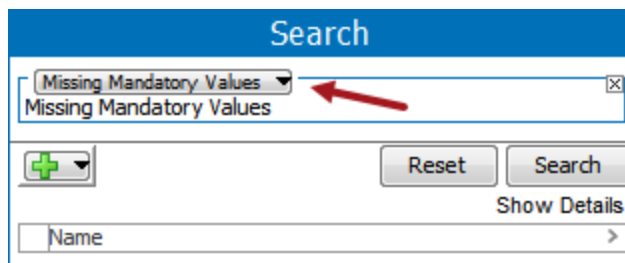 Search
Missing Mandatory Values
Missing Mandatory Values
Reset Search
Show Details
Name